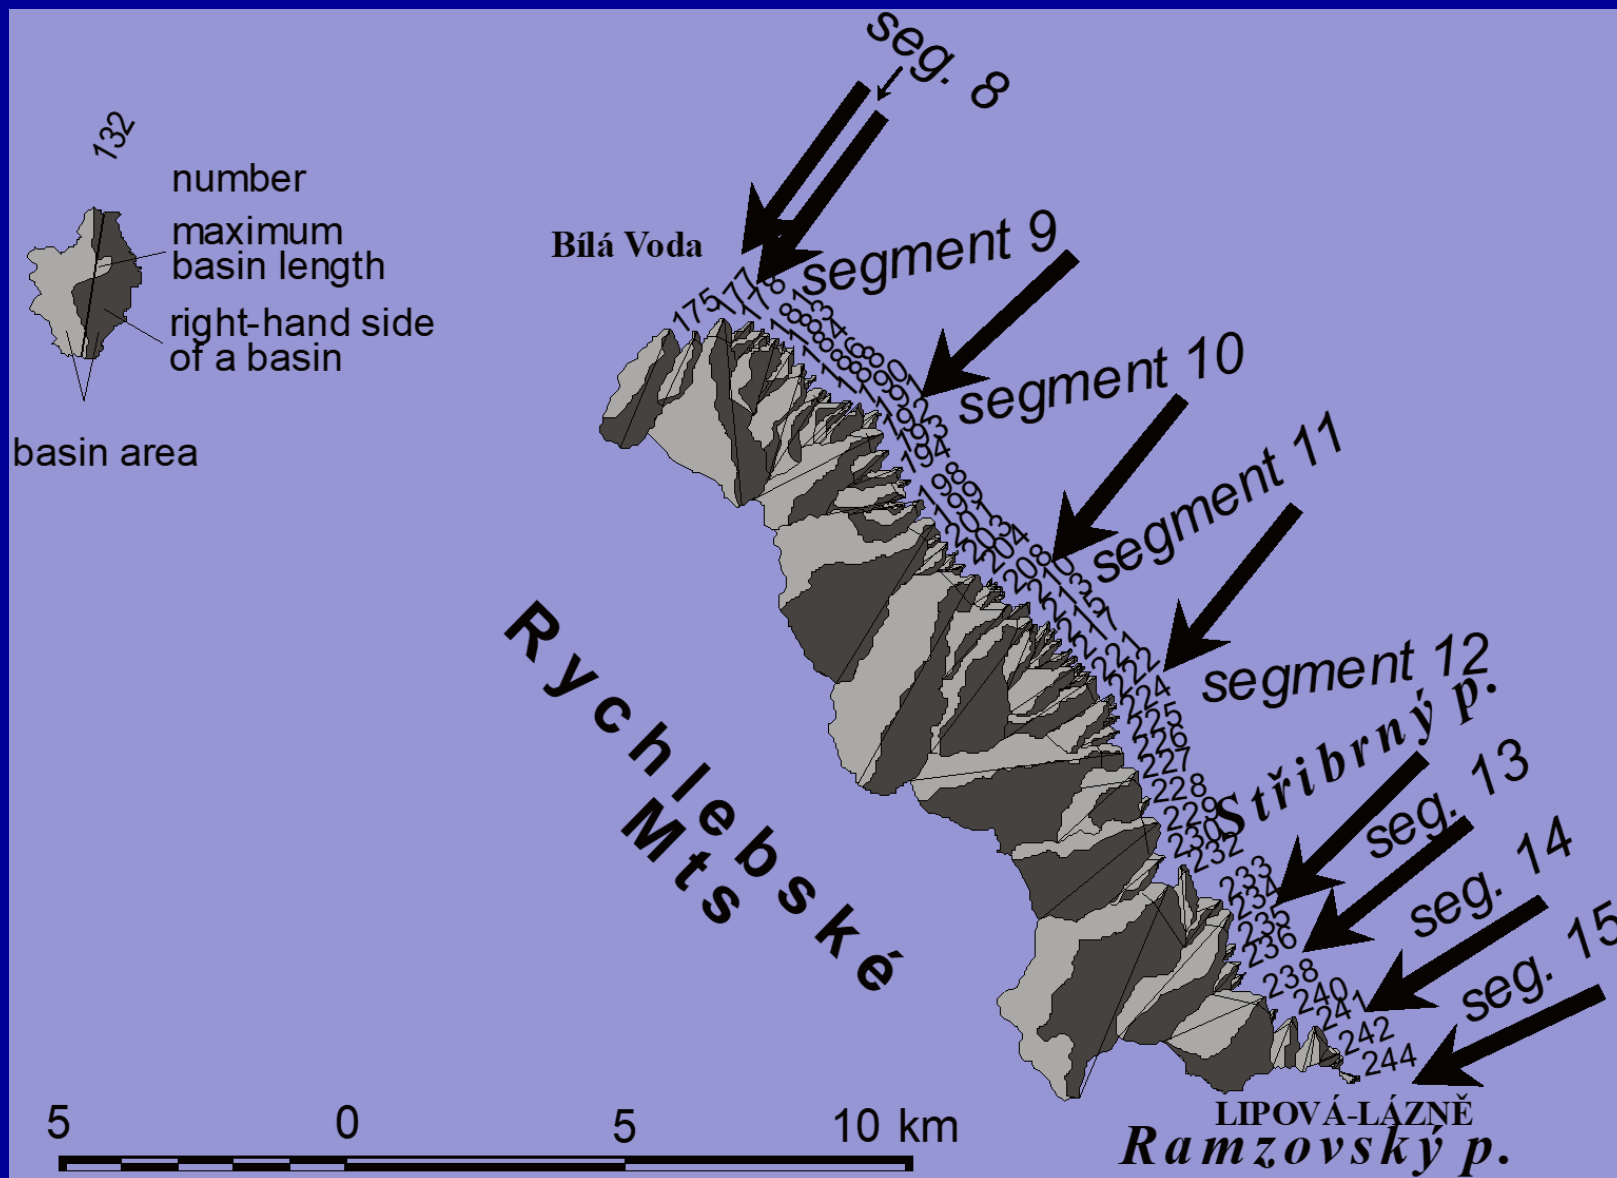 seg. 8
132
number
maximum
basin length
right-hand side
of a basin
basin area
Bílá Voda
segment 9
segment 10
segment 11
segment 12
Stříbrný p.
seg. 13
seg. 14
seg. 15
175
177
178
194
204
208
217
221
222
224
225
226
227
228
229
230
232
233
234
235
236
238
240
241
242
244
Rychlebské
Mts
5 0 5 10 km
LIPOVÁ-LÁZNĚ
Ramzovský p.